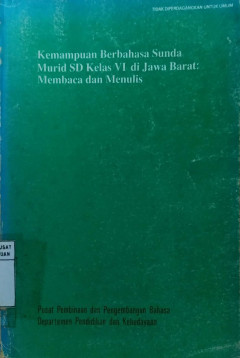 TIDAK DIPERDAGANGKAN UNTUK UMUM
Kemampuan Berbahasa Sunda
Murid SD Kelas VI di Jawa Barat:
Membaca dan Menulis
Pusat Pembinaan dan Pengembangan Bahasa
Departemen Pendidikan dan Kebudayaan